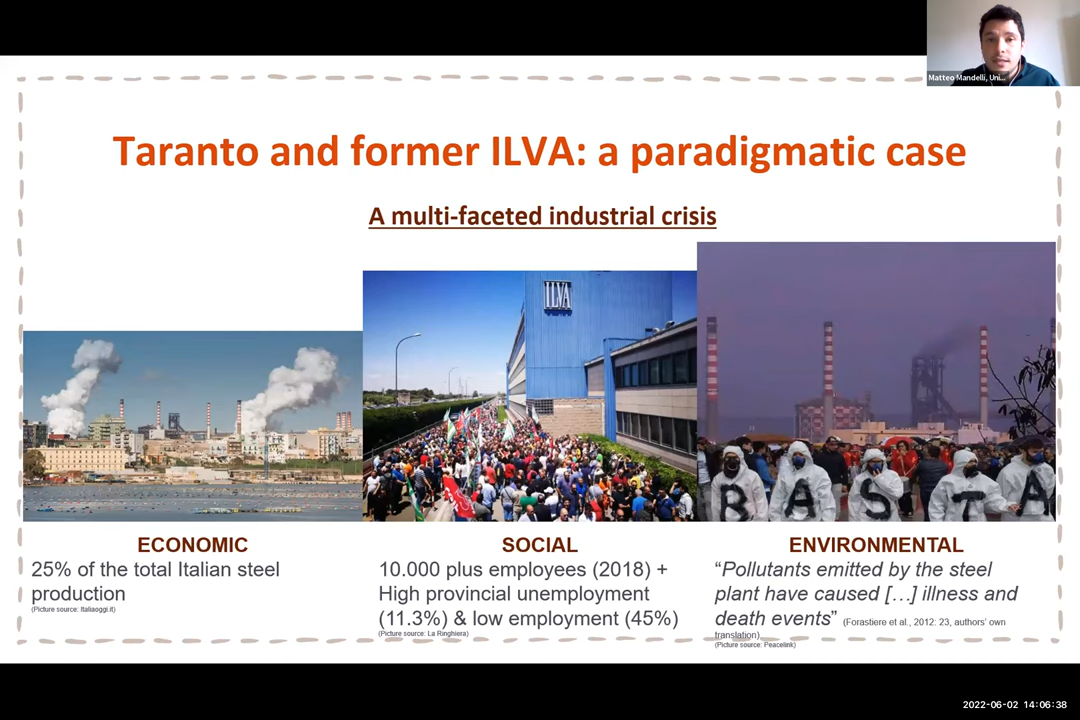 Matteo Mandelli, Uni...
Taranto and former ILVA: a paradigmatic case
A multi-faceted industrial crisis
ILVA
BASTA
ECONOMIC
25% of the total Italian steel
production
(Picture source: Italiaoggi.it)
SOCIAL
10.000 plus employees (2018) +
High provincial unemployment
(11.3%) & low employment (45%)
(Picture source: La Ringhiera)
ENVIRONMENTAL
“Pollutants emitted by the steel
plant have caused […] illness and
death events” (Forastiere et al., 2012: 23, authors’ own
translation)
(Picture source: Peacelink)
2022-06-02 14:06:38